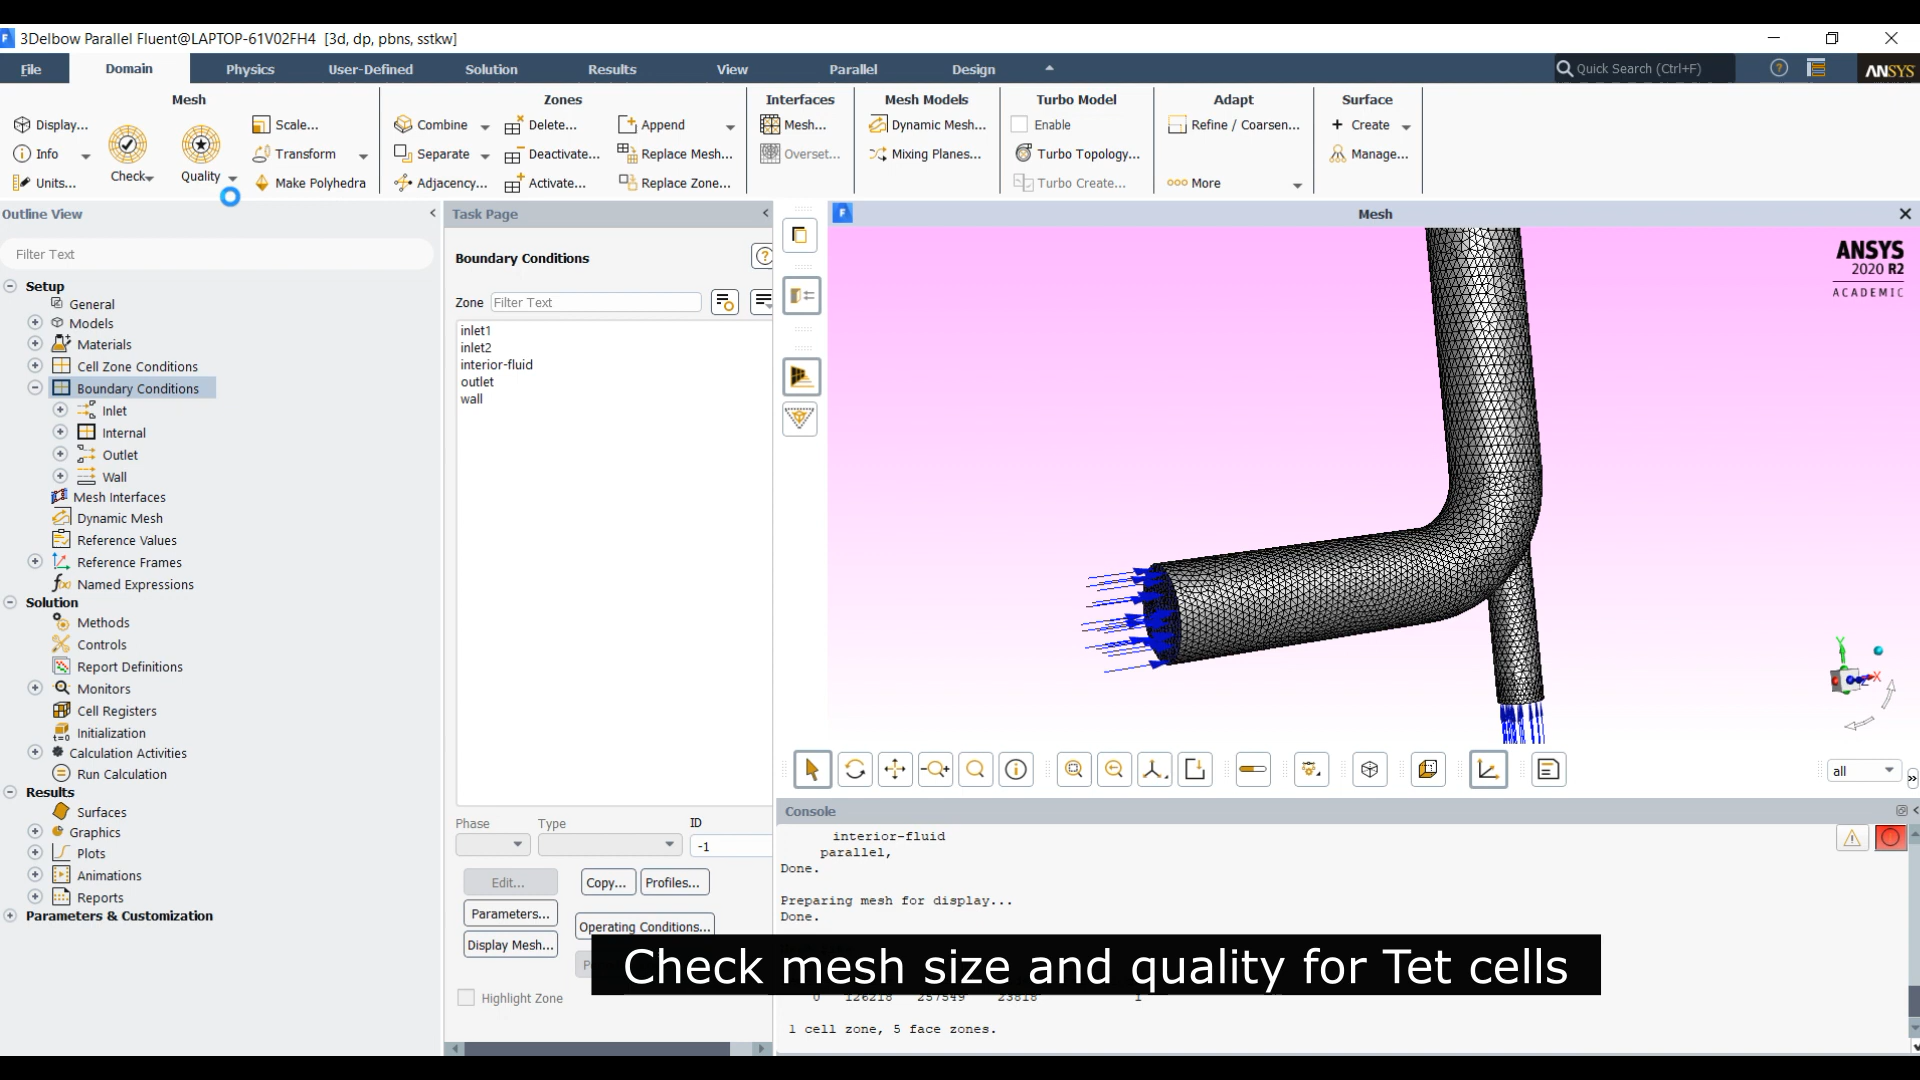 3Delbow Parallel Fluent@LAPTOP-61V02FH4 [3d, dp, pbns, sstkw]
File Domain Physics User-Defined Solution Results View Parallel Design Quick Search (Ctrl+F) ANSYS
Mesh Zones Interfaces Mesh Models Turbo Model Adapt Surface
Display... Scale... Combine Delete... Append Mesh... Dynamic Mesh... Enable Refine / Coarsen... Create
Info Transform Separate Deactivate... Replace Mesh... Overset... Mixing Planes... Turbo Topology... Manage...
Check Quality
Units... Make Polyhedra Adjacency... Activate... Replace Zone... Turbo Create... More
Outline View
Filter Text
Setup
General
Models
Materials
Cell Zone Conditions
Boundary Conditions
Inlet
Internal
Outlet
Wall
Mesh Interfaces
Dynamic Mesh
Reference Values
Reference Frames
Named Expressions
Solution
Methods
Controls
Report Definitions
Monitors
Cell Registers
Initialization
Calculation Activities
Run Calculation
Results
Surfaces
Graphics
Plots
Animations
Reports
Parameters & Customization
Task Page
Boundary Conditions
Zone Filter Text
inlet1
inlet2
interior-fluid
outlet
wall
Phase Type ID
-1
Edit... Copy... Profiles...
Parameters... Operating Conditions...
Display Mesh...
Highlight Zone
Mesh
ANSYS
2020 R2
ACADEMIC
Y
X
Z
all
Console
interior-fluid
parallel,
Done.
Preparing mesh for display...
Done.
Check mesh size and quality for Tet cells
0 126218 257549 23818 1
1 cell zone, 5 face zones.